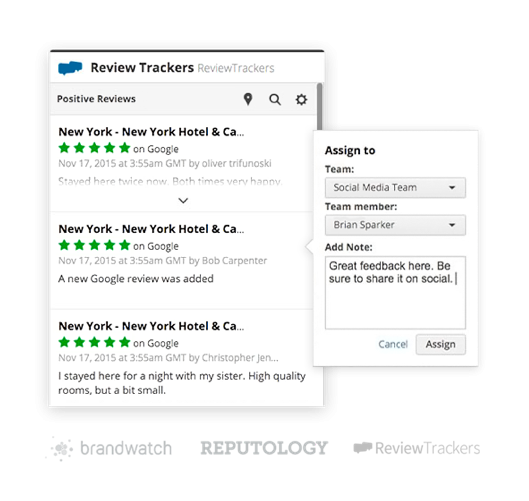 Review Trackers ReviewTrackers
Positive Reviews
New York - New York Hotel & Ca...
on Google
Nov 17, 2015 at 3:55am GMT by oliver trifunoski
Stayed here twice now. Both times very happy.
New York - New York Hotel & Ca...
on Google
Nov 17, 2015 at 3:55am GMT by Bob Carpenter
A new Google review was added
New York - New York Hotel & Ca...
on Google
Nov 17, 2015 at 3:55am GMT by Christopher Jen...
I stayed here for a night with my sister. High quality
rooms, but a bit small.
Assign to
Team:
Social Media Team
Team member:
Brian Sparker
Add Note:
Great feedback here. Be
sure to share it on social.
Cancel Assign
brandwatch REPUTOLOGY ReviewTrackers